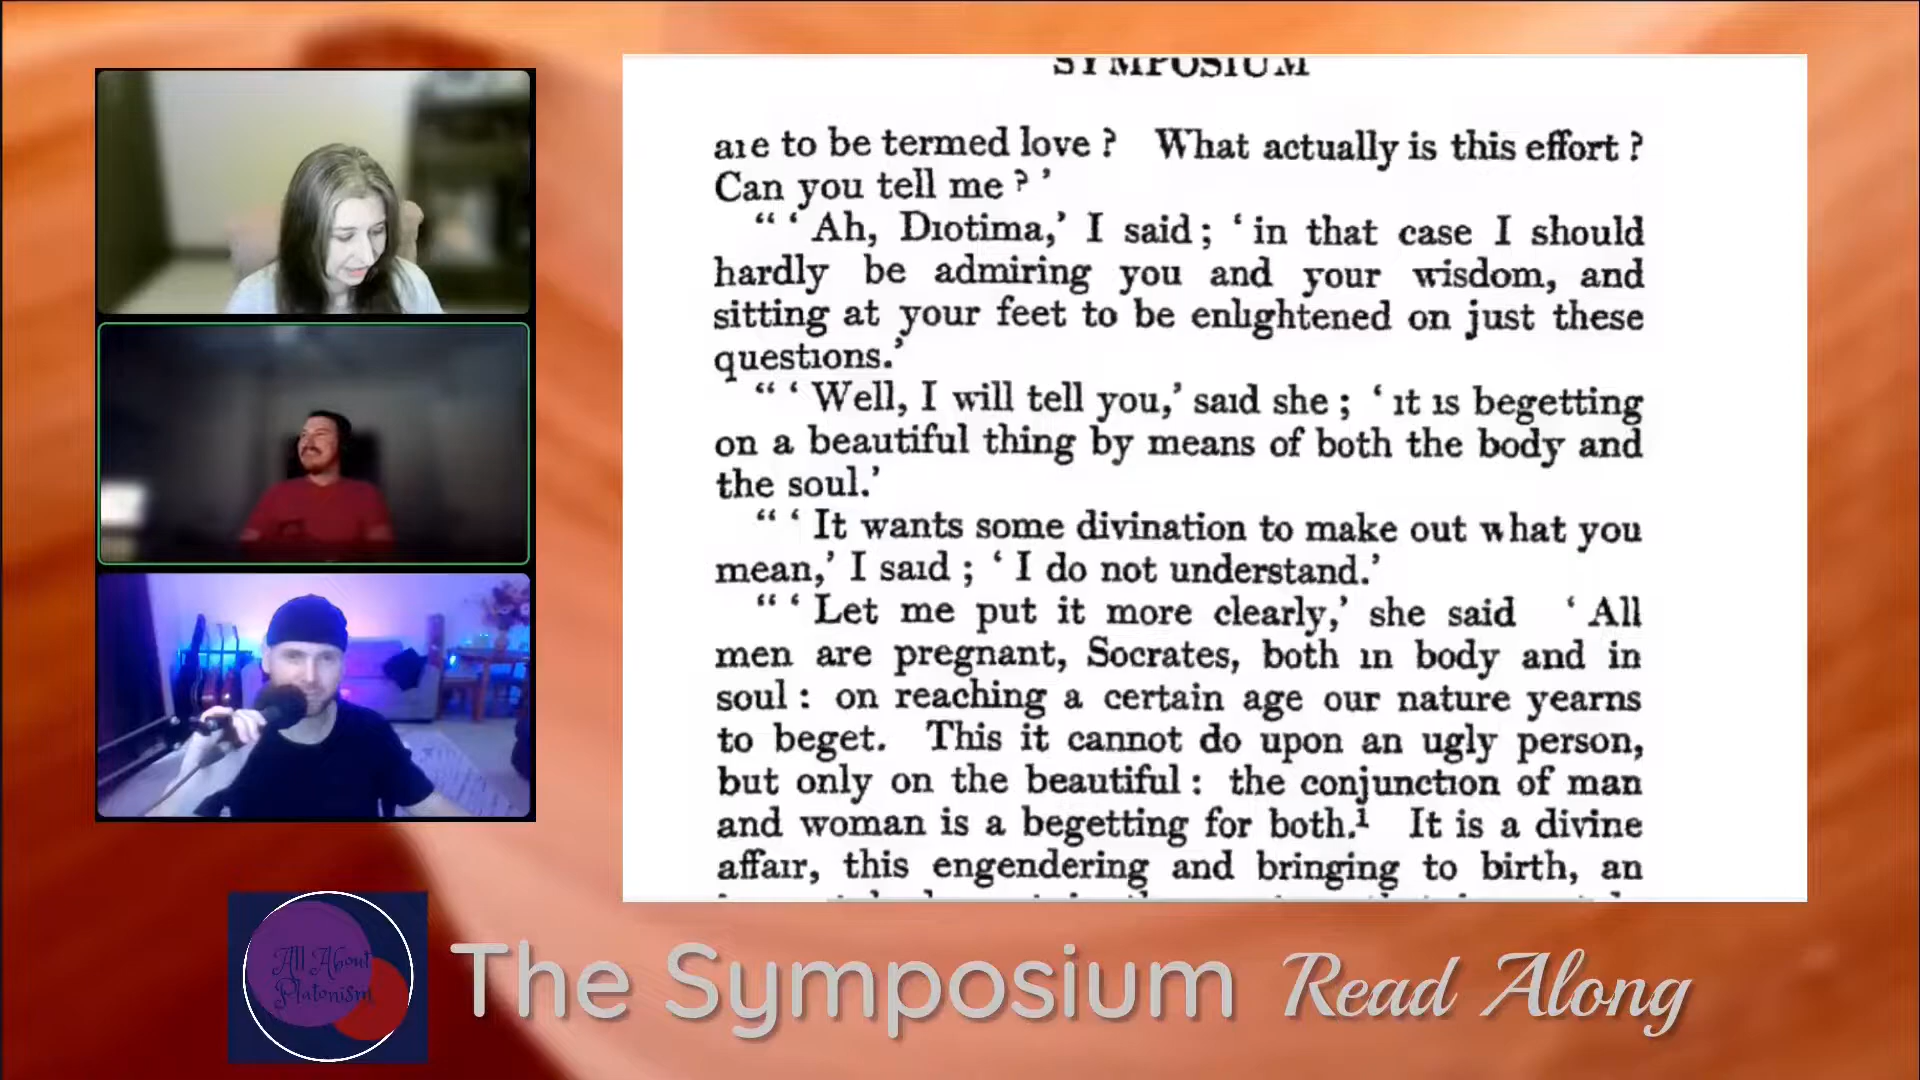 SYMPOSIUM
are to be termed love ? What actually is this effort ?
Can you tell me ? ’
“ ‘ Ah, Diotima,’ I said ; ‘ in that case I should
hardly be admiring you and your wisdom, and
sitting at your feet to be enlightened on just these
questions.’
“ ‘ Well, I will tell you,’ said she ; ‘ it is begetting
on a beautiful thing by means of both the body and
the soul.’
“ ‘ It wants some divination to make out what you
mean,’ I said ; ‘ I do not understand.’
“ ‘ Let me put it more clearly,’ she said ‘ All
men are pregnant, Socrates, both in body and in
soul : on reaching a certain age our nature yearns
to beget. This it cannot do upon an ugly person,
but only on the beautiful : the conjunction of man
and woman is a begetting for both.¹ It is a divine
affair, this engendering and bringing to birth, an
All About
Platonism
The Symposium Read Along